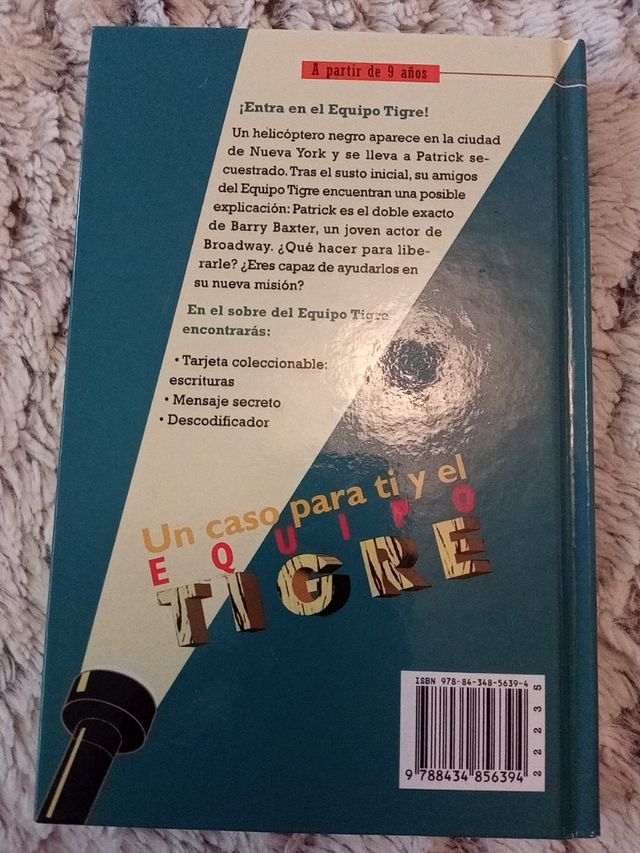 A partir de 9 años
¡Entra en el Equipo Tigre!
Un helicóptero negro aparece en la ciudad
de Nueva York y se lleva a Patrick se-
cuestrado. Tras el susto inicial, su amigos
del Equipo Tigre encuentran una posible
explicación: Patrick es el doble exacto
de Barry Baxter, un joven actor de
Broadway. ¿Qué hacer para libe-
rarle? ¿Eres capaz de ayudarlos en
su nueva misión?
En el sobre del Equipo Tigre
encontrarás:
• Tarjeta coleccionable:
escrituras
• Mensaje secreto
• Descodificador
Un caso para ti y el
EQUIPO
TIGRE
ISBN 978-84-348-5639-4
9 788434 856394
22235